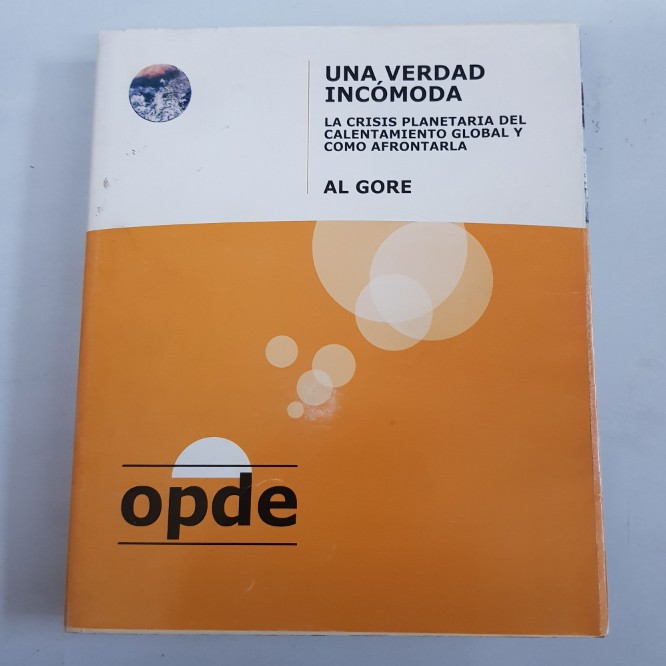 UNA VERDAD
INCÓMODA
LA CRISIS PLANETARIA DEL
CALENTAMIENTO GLOBAL Y
COMO AFRONTARLA
AL GORE
opde